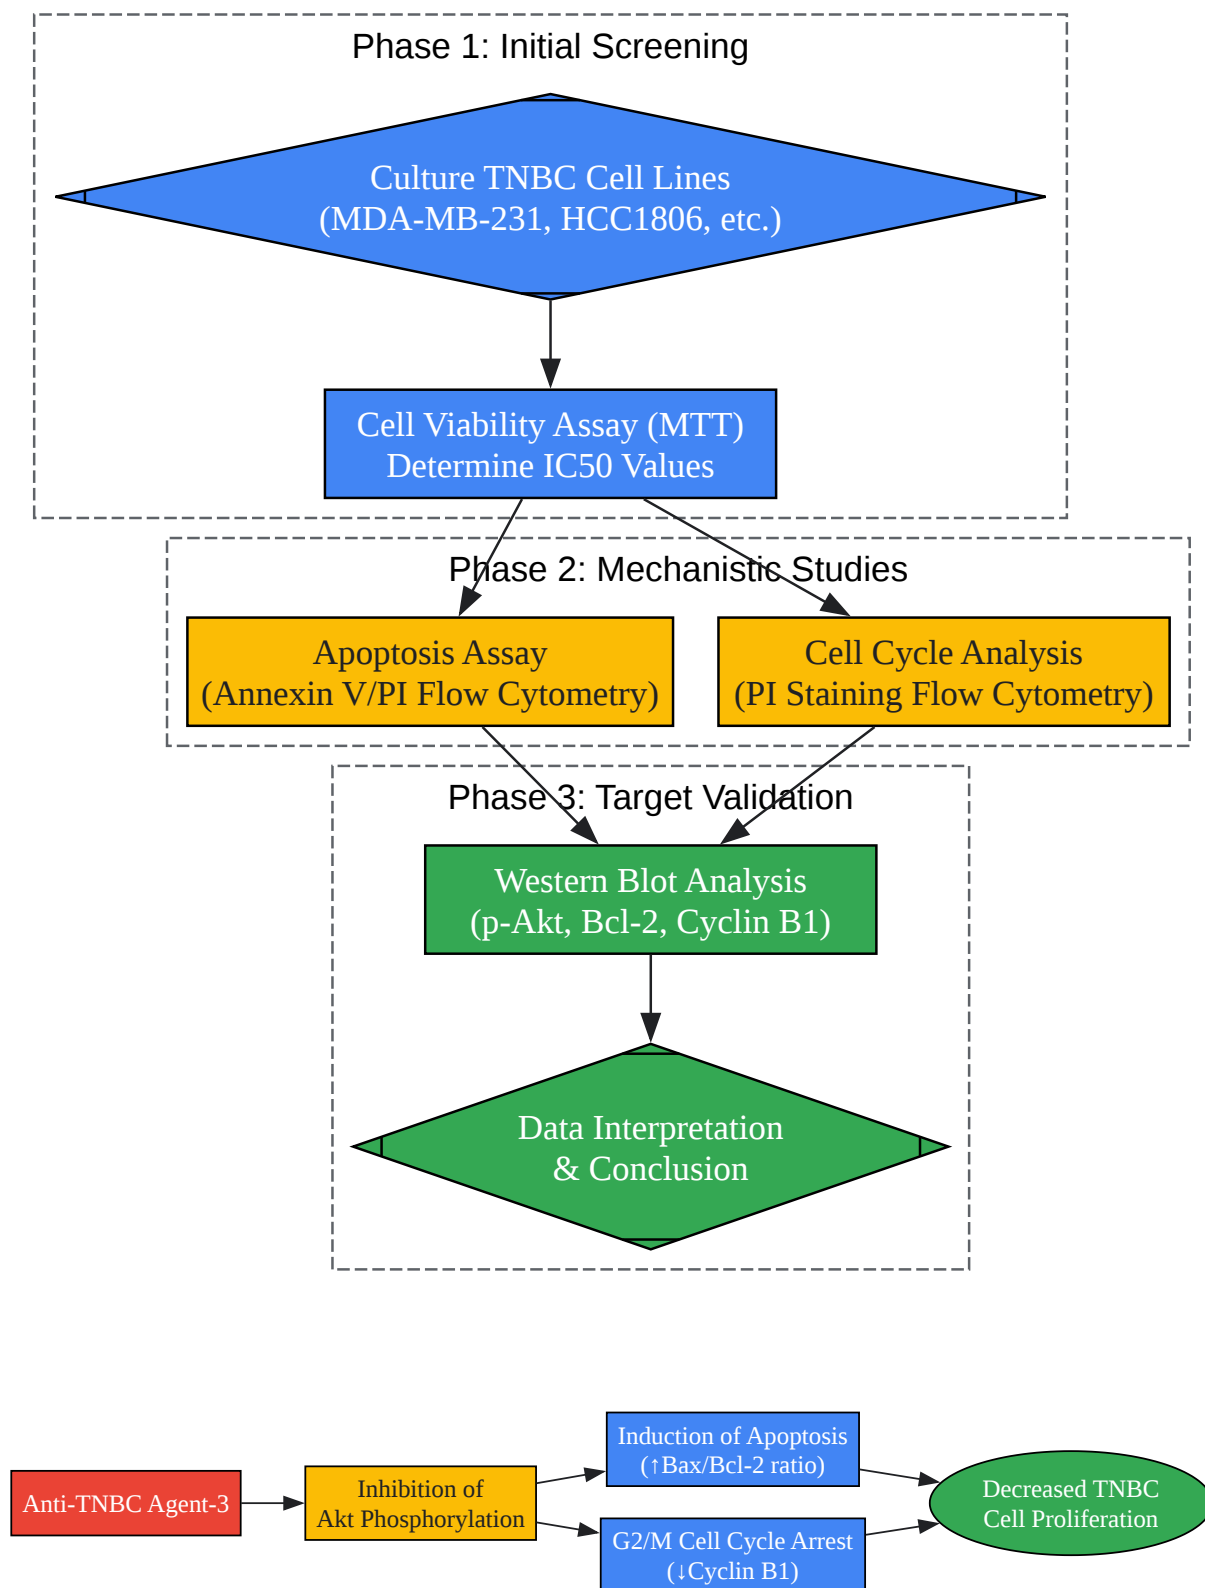 Phase 1: Initial Screening
Culture TNBC Cell Lines
(MDA-MB-231, HCC1806, etc.)
Cell Viability Assay (MTT)
Determine IC50 Values
Phase 2: Mechanistic Studies
Apoptosis Assay
(Annexin V/PI Flow Cytometry)
Cell Cycle Analysis
(PI Staining Flow Cytometry)
Phase 3: Target Validation
Western Blot Analysis
(p-Akt, Bcl-2, Cyclin B1)
Data Interpretation
& Conclusion
Anti-TNBC Agent-3
Inhibition of
Akt Phosphorylation
Induction of Apoptosis
(↑Bax/Bcl-2 ratio)
G2/M Cell Cycle Arrest
(↓Cyclin B1)
Decreased TNBC
Cell Proliferation